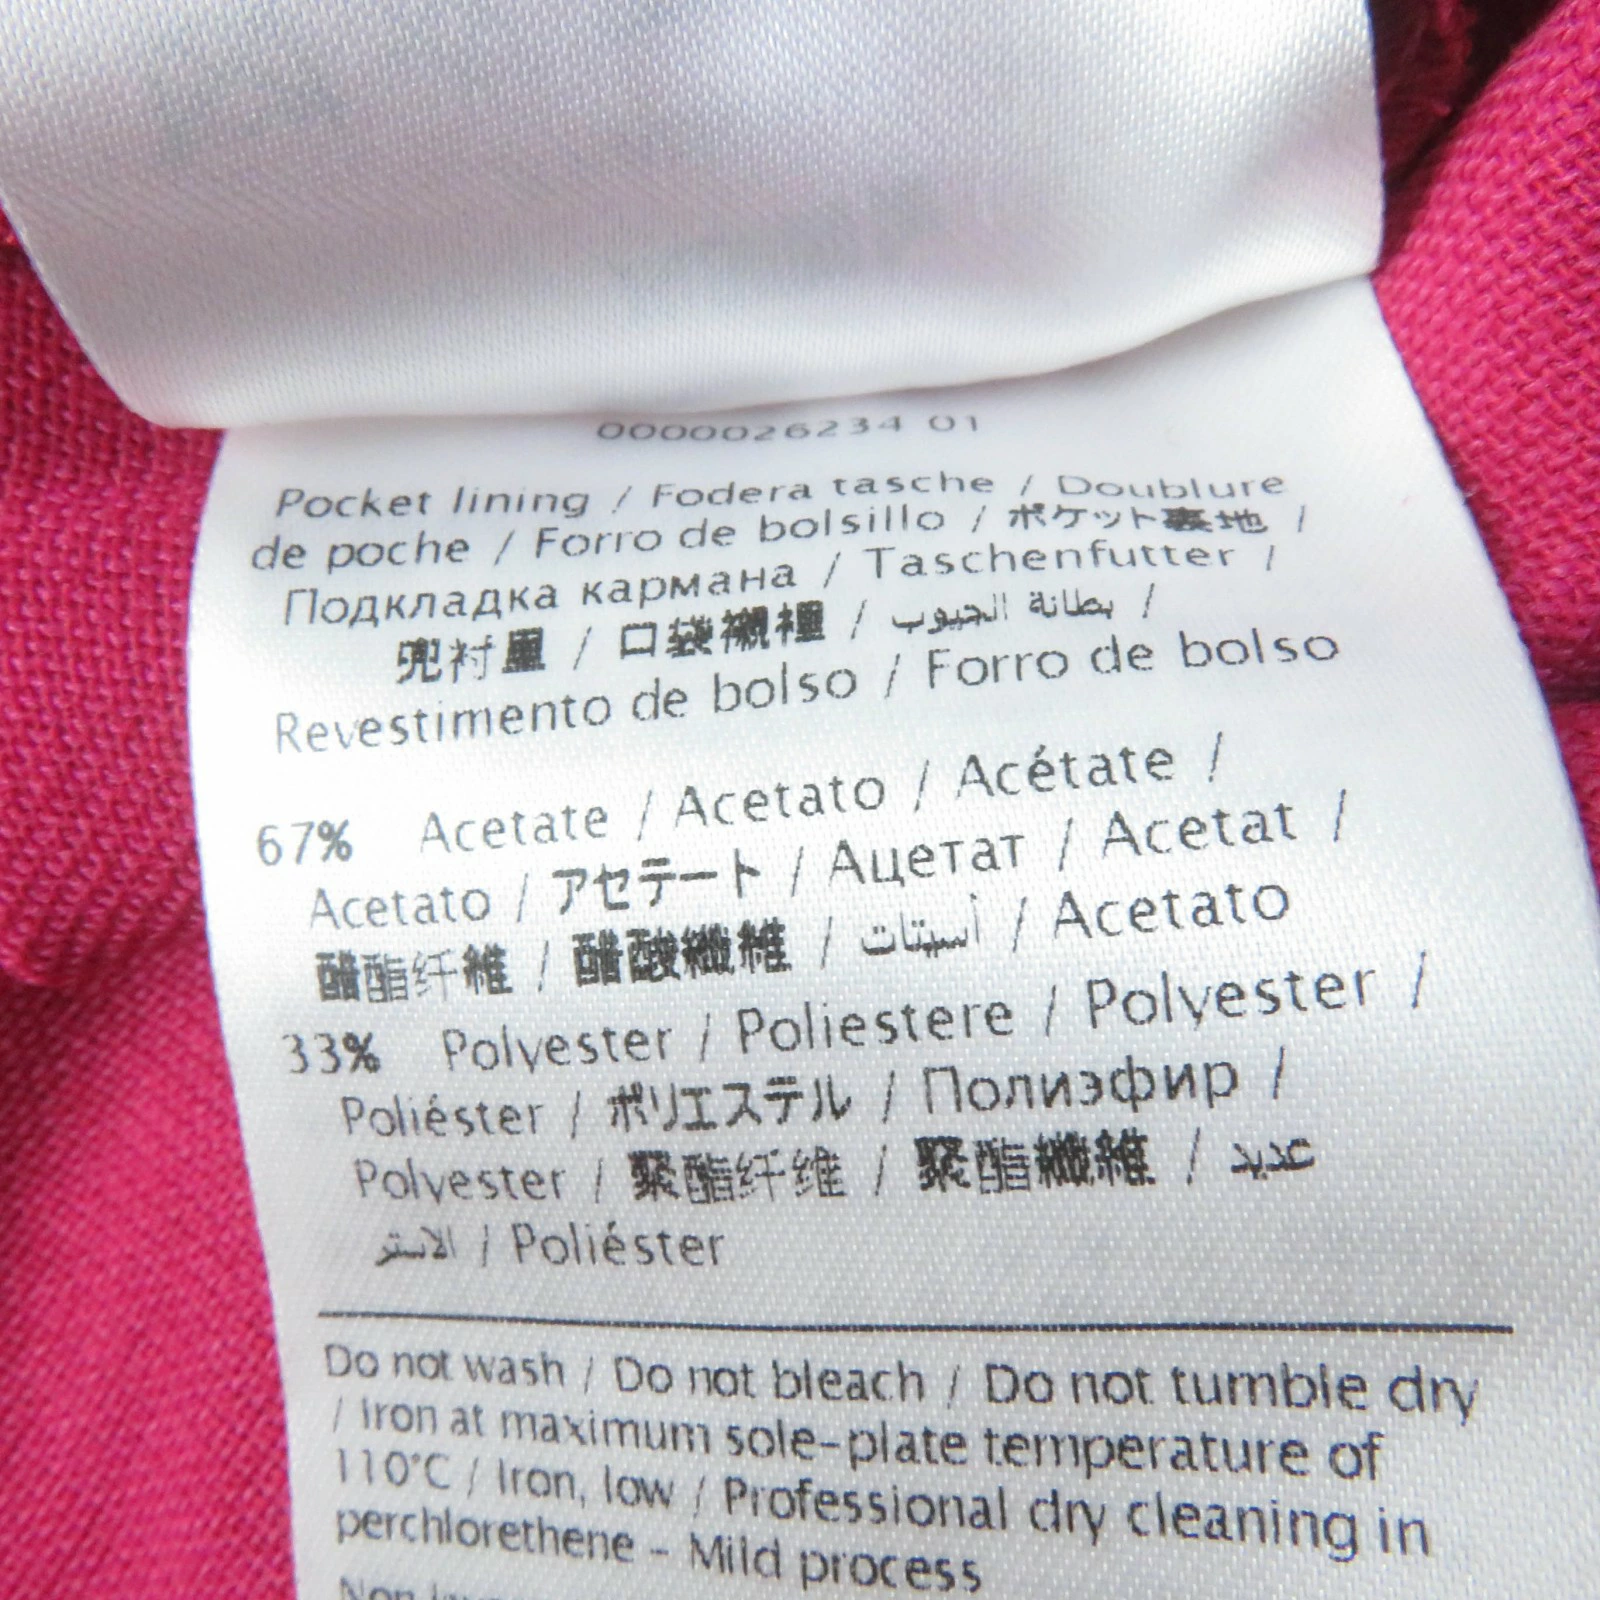 0000026234 01
Pocket lining / Fodera tasche / Doublure
de poche / Forro de bolsillo / ポケット裏地 /
Подкладка кармана / Taschenfutter /
兜衬里 / 口袋襯裡 / بطانة الجيوب /
Revestimento de bolso / Forro de bolso
67% Acetate / Acetato / Acétate /
Acetato / アセテート / Ацетат / Acetat /
醋酯纤维 / 醋酸纖維 / أسيتات / Acetato
33% Polyester / Poliestere / Polyester /
Poliéster / ポリエステル / Полиэфир /
Polyester / 聚酯纤维 / 聚酯纖維 / عديد
الاستر / Poliéster
Do not wash / Do not bleach / Do not tumble dry
/ Iron at maximum sole-plate temperature of
110°C / Iron, low / Professional dry cleaning in
perchlorethene - Mild process
Non